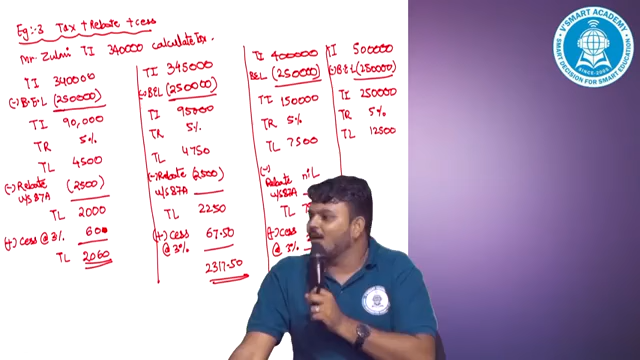 Eg:-3 Tax + Rebate + cess
Mr. Zulmi TI 340000 calculate Tax.
TI 340000
(-) B.E.L (250000)
TI 90,000
TR 5%
TL 4500
(-) Rebate u/s 87A (2500)
TL 2000
(+) Cess @ 3% 60
TL 2060
TI 345000
(-) BEL (250000)
TI 95000
TR 5%
TL 4750
(-) Rebate u/s 87A (2500)
TL 2250
(+) Cess @ 3% 67.50
2317.50
TI 400000
BEL (250000)
TI 150000
TR 5%
TL 7500
(-) Rebate u/s 87A nil
TL
(+) Cess @ 3%
TI 500000
(-) B.E.L (250000)
TI 250000
TR 5%
TL 12500
V'SMART ACADEMY
SINCE-2005
SMART DECISION FOR SMART EDUCATION